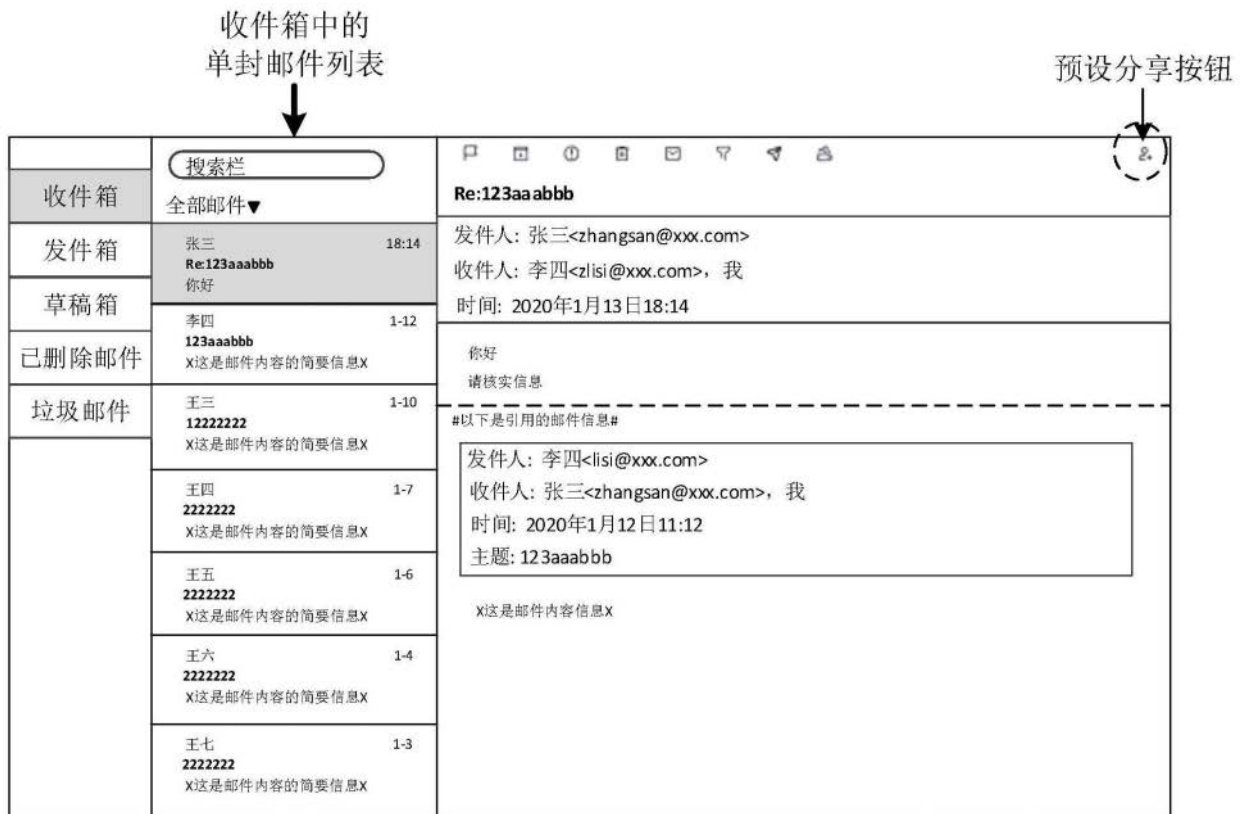 收件箱中的
单封邮件列表
预设分享按钮
收件箱
发件箱
草稿箱
已删除邮件
垃圾邮件
搜索栏
全部邮件▼
张三 18:14
Re:123aaabbb
你好
李四 1-12
123aaabbb
X这是邮件内容的简要信息X
王三 1-10
12222222
X这是邮件内容的简要信息X
王四 1-7
2222222
X这是邮件内容的简要信息X
王五 1-6
2222222
X这是邮件内容的简要信息X
王六 1-4
2222222
X这是邮件内容的简要信息X
王七 1-3
2222222
X这是邮件内容的简要信息X
Re:123aaabbb
发件人: 张三<zhangsan@xxx.com>
收件人: 李四<zlisi@xxx.com>，我
时间: 2020年1月13日18:14
你好
请核实信息
#以下是引用的邮件信息#
发件人: 李四<lisi@xxx.com>
收件人: 张三<zhangsan@xxx.com>，我
时间: 2020年1月12日11:12
主题: 123aaabbb
X这是邮件内容信息X